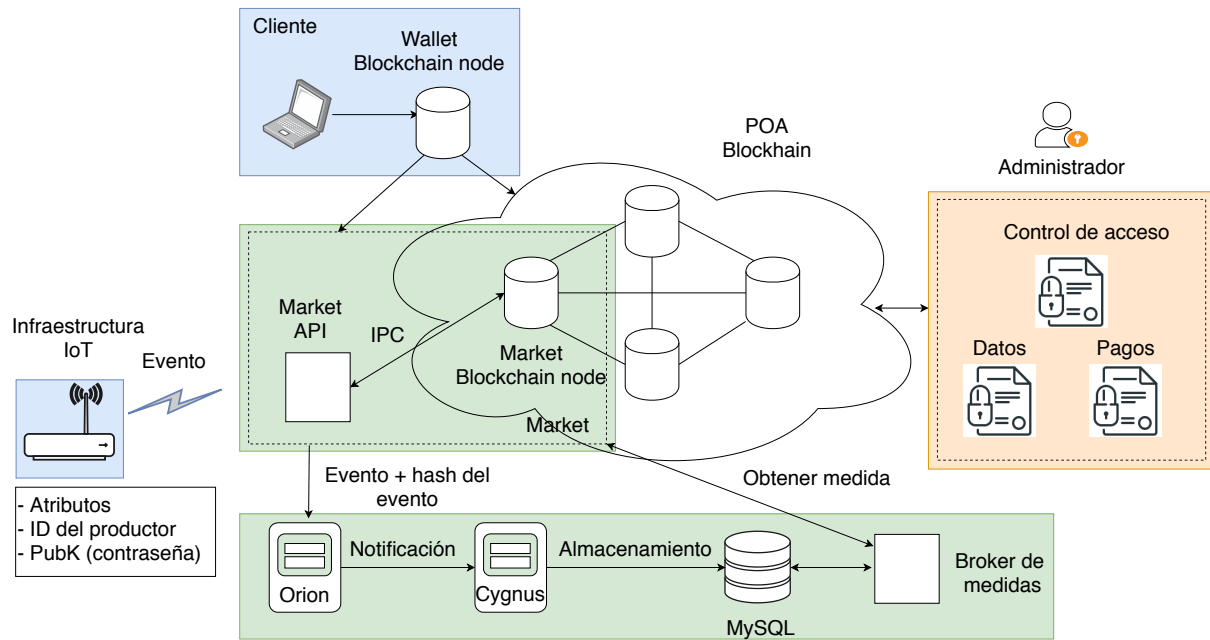 Cliente
Wallet
Blockchain node
POA
Blockhain
Administrador
Control de acceso
Datos
Pagos
Market
API
IPC
Market
Blockchain node
Market
Infraestructura
IoT
Evento
- Atributos
- ID del productor
- PubK (contraseña)
Evento + hash del
evento
Obtener medida
Orion
Notificación
Cygnus
Almacenamiento
MySQL
Broker de
medidas